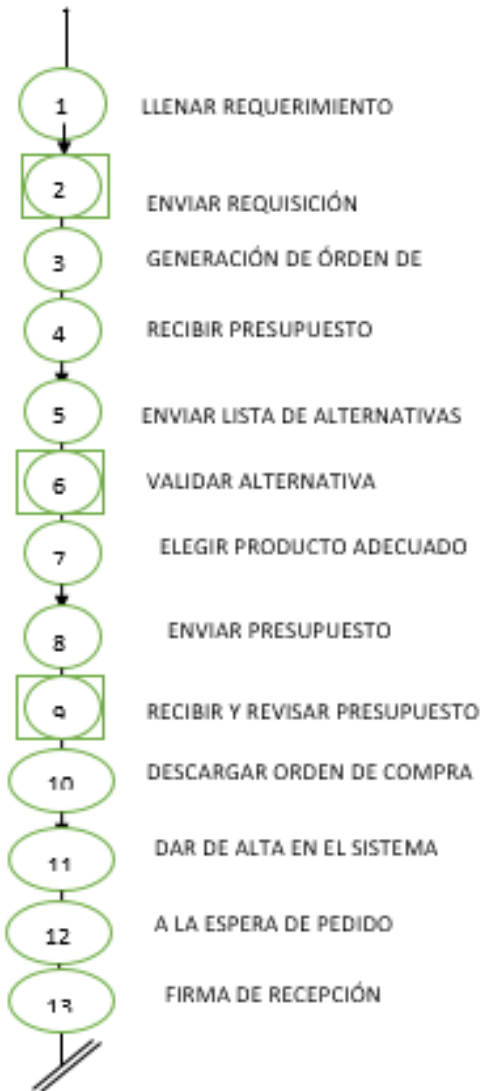 1 LLENAR REQUERIMIENTO
2 ENVIAR REQUISICIÓN
3 GENERACIÓN DE ÓRDEN DE
4 RECIBIR PRESUPUESTO
5 ENVIAR LISTA DE ALTERNATIVAS
6 VALIDAR ALTERNATIVA
7 ELEGIR PRODUCTO ADECUADO
8 ENVIAR PRESUPUESTO
9 RECIBIR Y REVISAR PRESUPUESTO
10 DESCARGAR ORDEN DE COMPRA
11 DAR DE ALTA EN EL SISTEMA
12 A LA ESPERA DE PEDIDO
13 FIRMA DE RECEPCIÓN